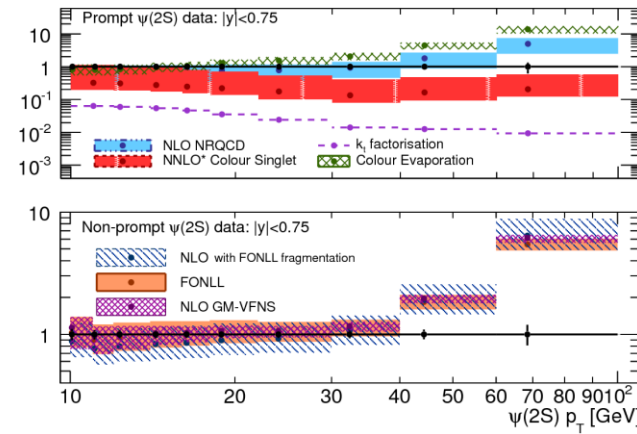 Prompt ψ(2S) data: |y|<0.75
10
1
10⁻¹
10⁻²
10⁻³
NLO NRQCD
k_t factorisation
NNLO* Colour Singlet
Colour Evaporation
Non-prompt ψ(2S) data: |y|<0.75
10
1
NLO with FONLL fragmentation
FONLL
NLO GM-VFNS
10 20 30 40 50 60 70 80 90 10²
ψ(2S) p_T [GeV]